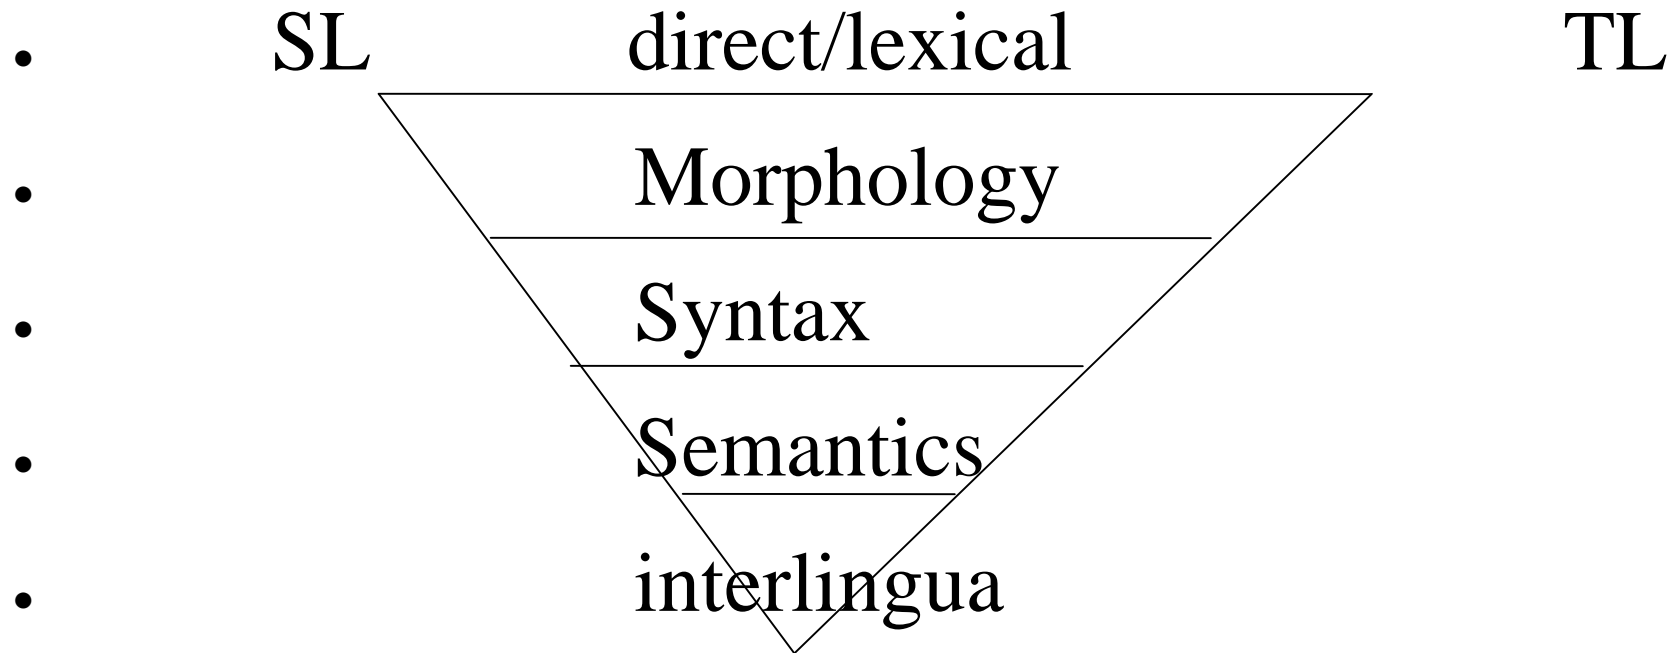 • SL direct/lexical TL
• Morphology
• Syntax
• Semantics
• interlingua